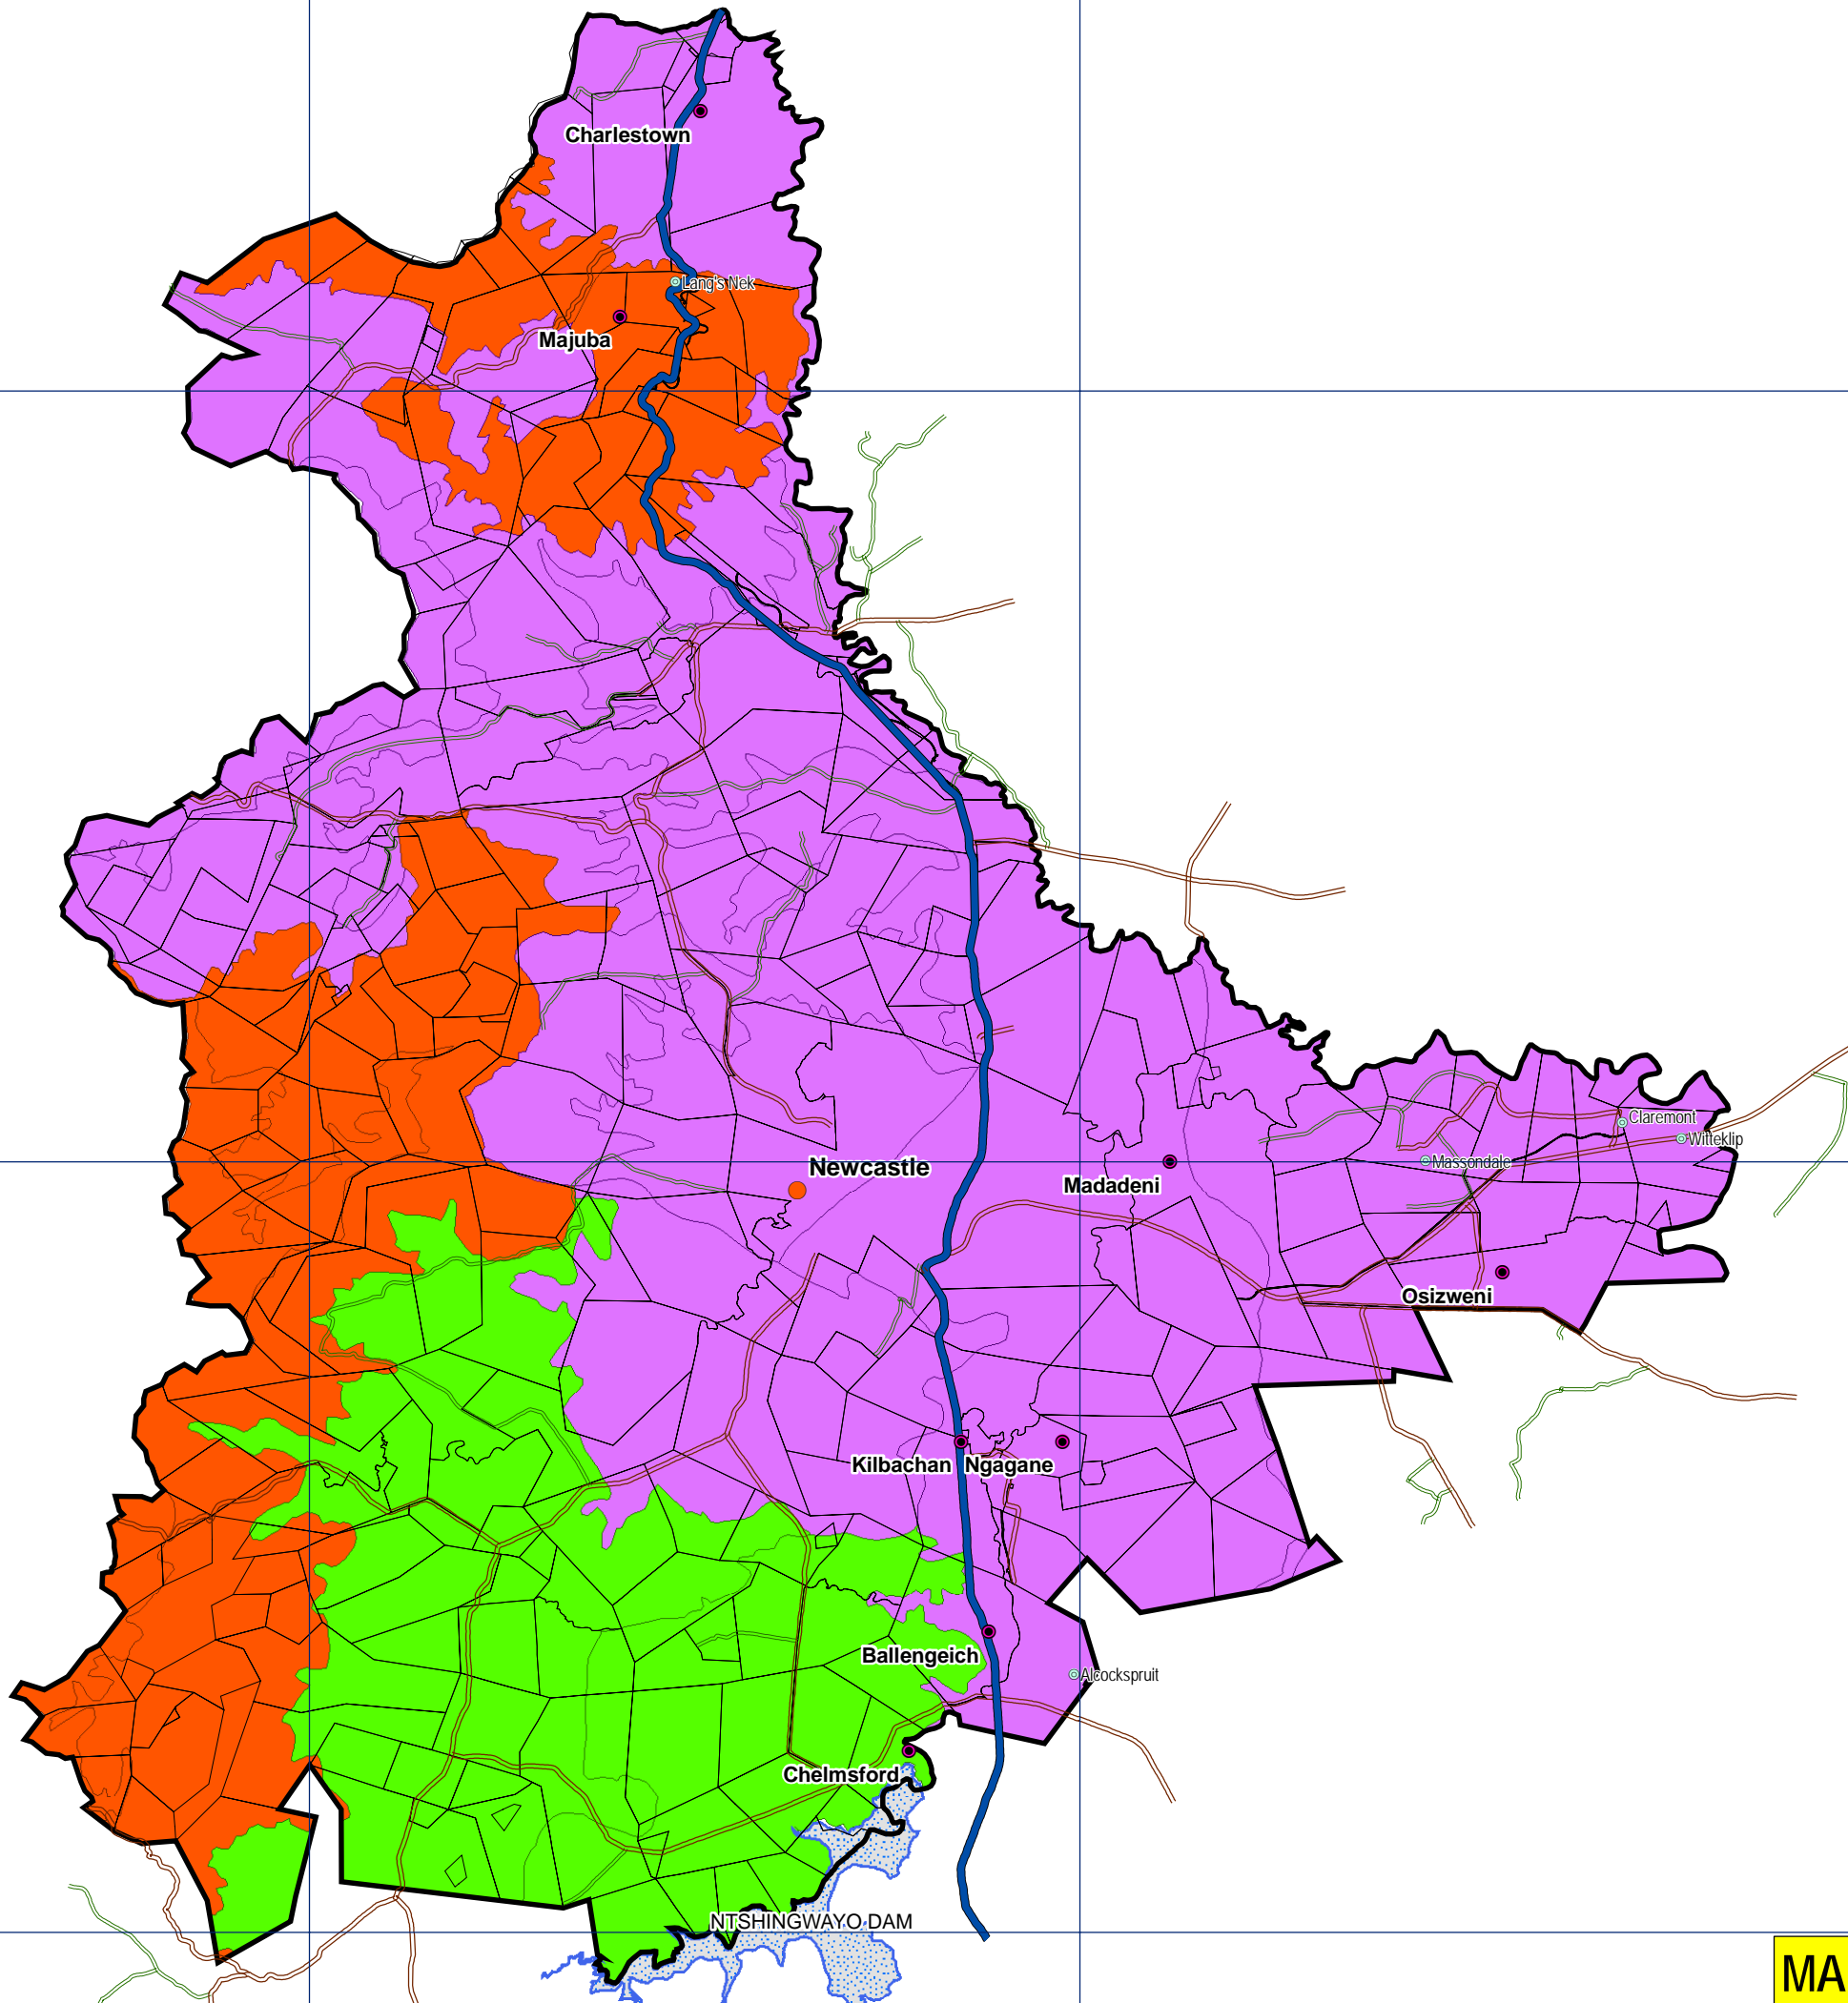 Charlestown
Lang's Nek
Majuba
Claremont
Witteklip
Massondale
Newcastle
Madadeni
Osizweni
Kilbachan
Ngagane
Ballengeich
Alcockspruit
Chelmsford
NTSHINGWAYO DAM
MA